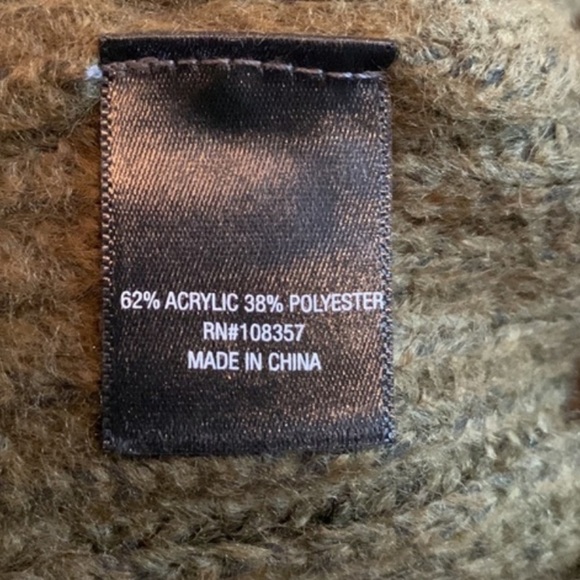 62% ACRYLIC 38% POLYESTER
RN#108357
MADE IN CHINA